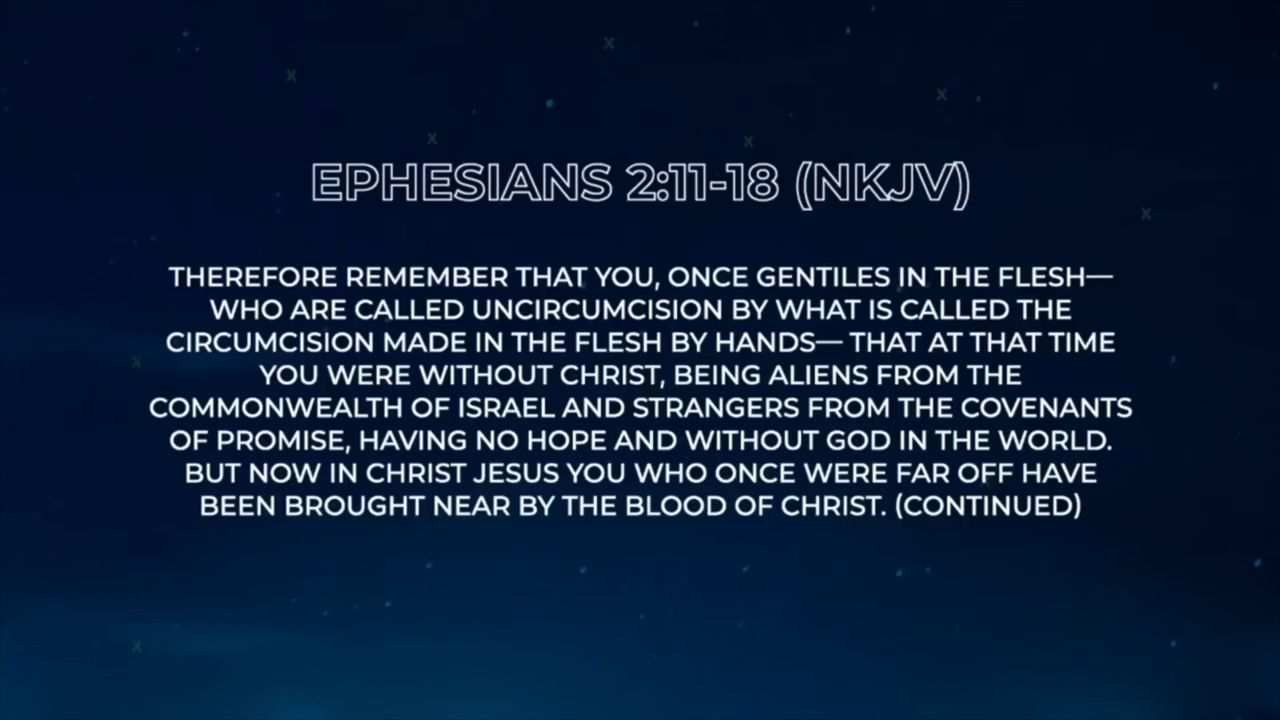 EPHESIANS 2:11-18 (NKJV)
THEREFORE REMEMBER THAT YOU, ONCE GENTILES IN THE FLESH—
WHO ARE CALLED UNCIRCUMCISION BY WHAT IS CALLED THE
CIRCUMCISION MADE IN THE FLESH BY HANDS— THAT AT THAT TIME
YOU WERE WITHOUT CHRIST, BEING ALIENS FROM THE
COMMONWEALTH OF ISRAEL AND STRANGERS FROM THE COVENANTS
OF PROMISE, HAVING NO HOPE AND WITHOUT GOD IN THE WORLD.
BUT NOW IN CHRIST JESUS YOU WHO ONCE WERE FAR OFF HAVE
BEEN BROUGHT NEAR BY THE BLOOD OF CHRIST. (CONTINUED)